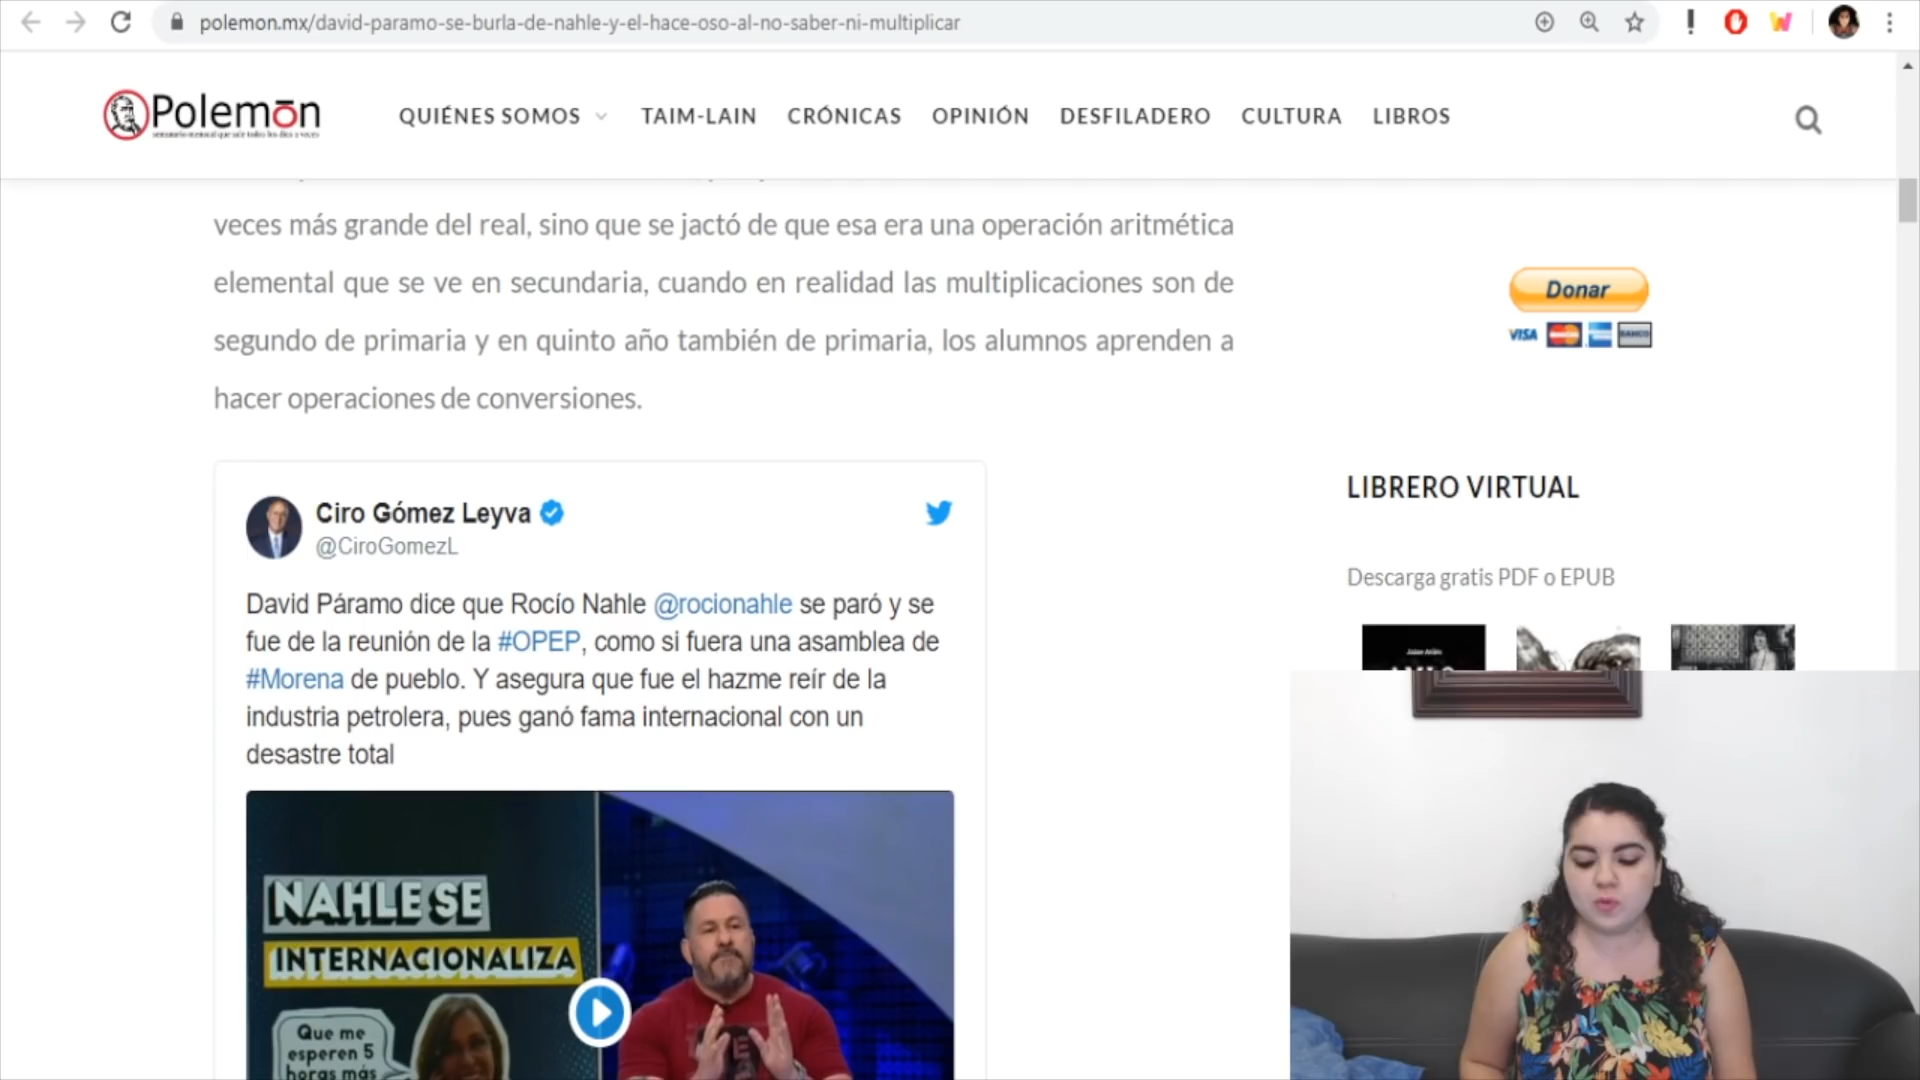 polemon.mx/david-paramo-se-burla-de-nahle-y-el-hace-oso-al-no-saber-ni-multiplicar
Polemōn
semanario mensual que sale todos los días a veces
QUIÉNES SOMOS
TAIM-LAIN
CRÓNICAS
OPINIÓN
DESFILADERO
CULTURA
LIBROS
veces más grande del real, sino que se jactó de que esa era una operación aritmética
elemental que se ve en secundaria, cuando en realidad las multiplicaciones son de
segundo de primaria y en quinto año también de primaria, los alumnos aprenden a
hacer operaciones de conversiones.
Ciro Gómez Leyva
@CiroGomezL
David Páramo dice que Rocío Nahle @rocionahle se paró y se
fue de la reunión de la #OPEP, como si fuera una asamblea de
#Morena de pueblo. Y asegura que fue el hazme reír de la
industria petrolera, pues ganó fama internacional con un
desastre total
NAHLE SE
INTERNACIONALIZA
Que me
esperen 5
horas más
Donar
VISA
LIBRERO VIRTUAL
Descarga gratis PDF o EPUB